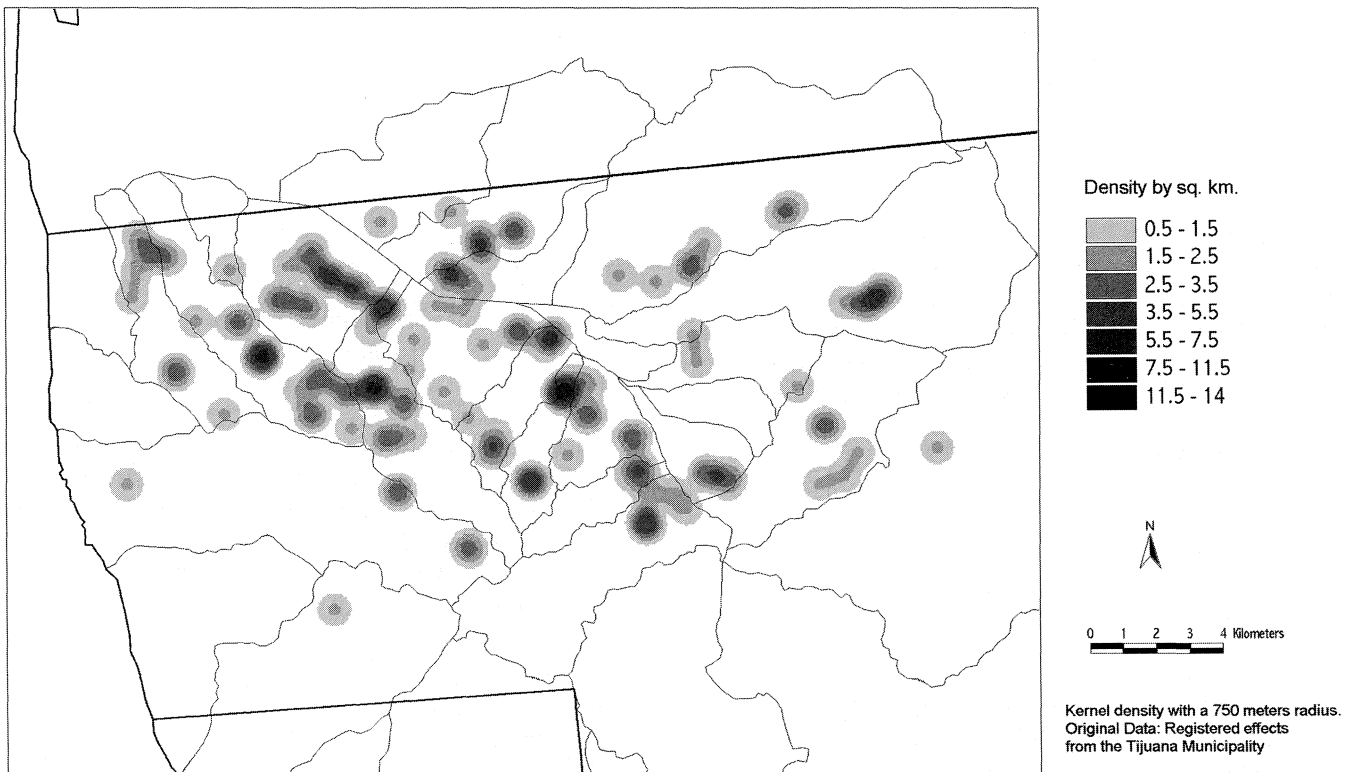 Density by sq. km.
0.5 - 1.5
1.5 - 2.5
2.5 - 3.5
3.5 - 5.5
5.5 - 7.5
7.5 - 11.5
11.5 - 14
N
0 1 2 3 4 Kilometers
Kernel density with a 750 meters radius.
Original Data: Registered effects
from the Tijuana Municipality